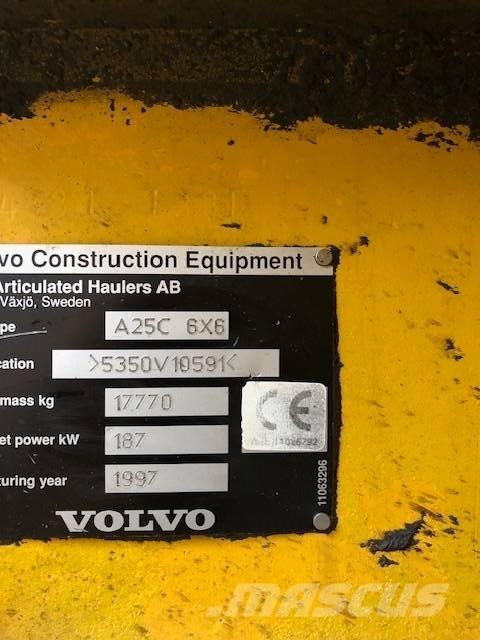 vo Construction Equipment
Articulated Haulers AB
Växjö, Sweden
pe A25C 6X6
cation >5350V10591<
mass kg 17770
et power kW 187
turing year 1997
CE
11063296
VOLVO
MASCUS